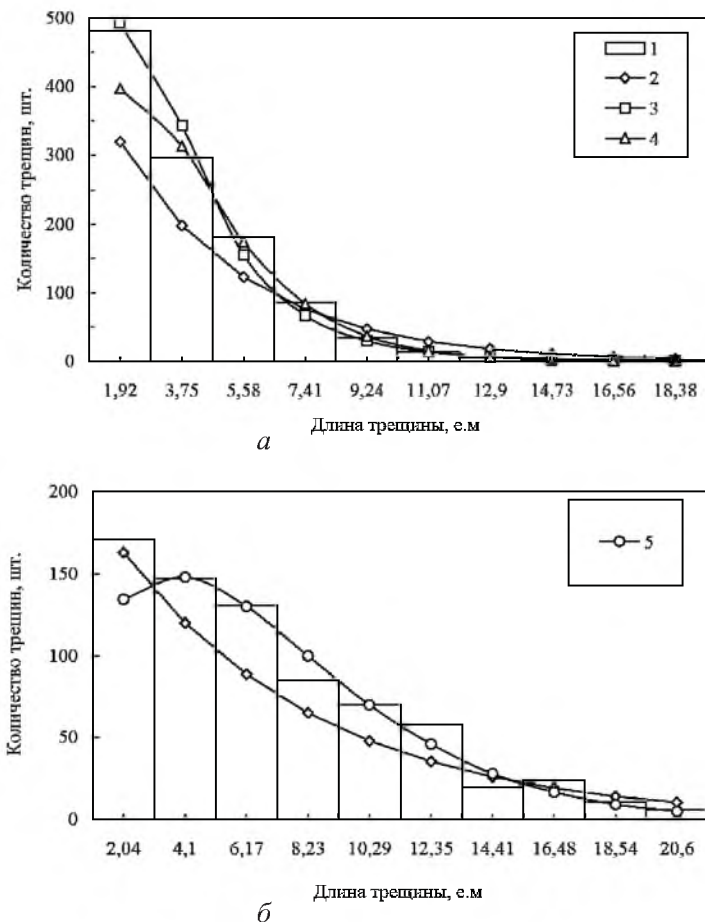 500
400
300
200
100
0
Количество трещин, шт.
1
2
3
4
1,92 3,75 5,58 7,41 9,24 11,07 12,9 14,73 16,56 18,38
Длина трещины, е.м
а
200
150
100
50
0
Количество трещин, шт.
5
2,04 4,1 6,17 8,23 10,29 12,35 14,41 16,48 18,54 20,6
Длина трещины, е.м
б